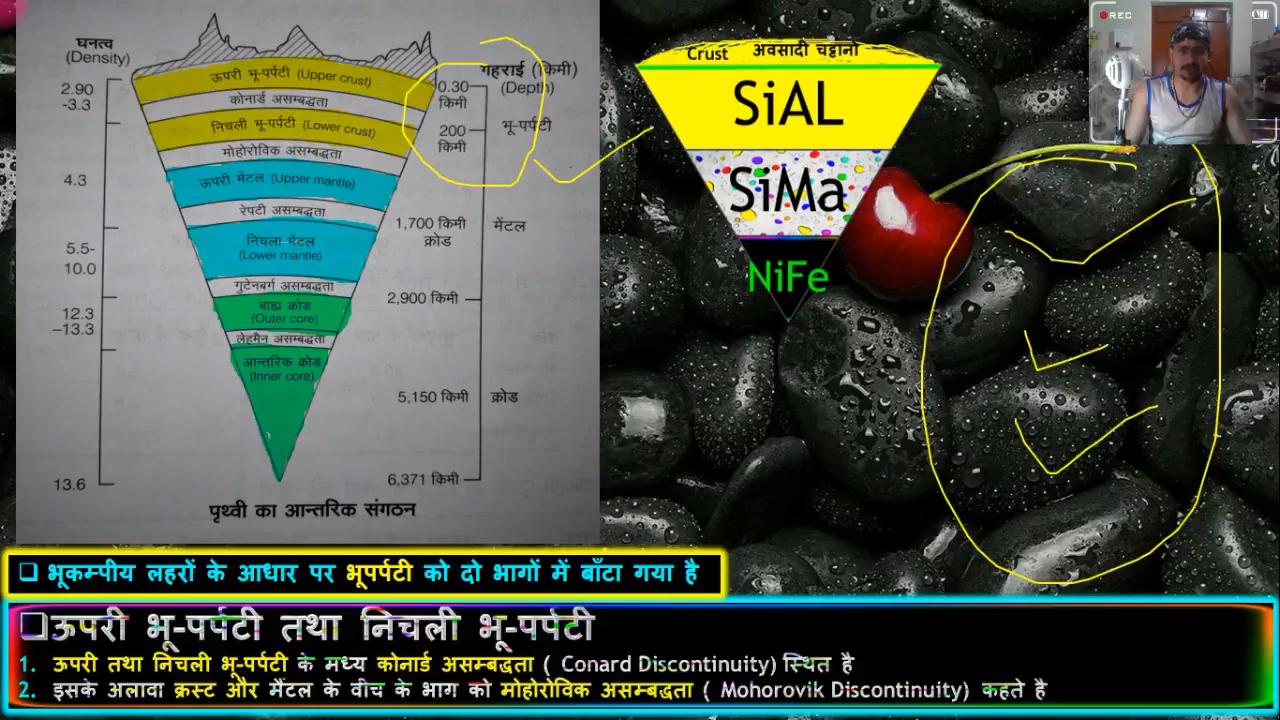 REC
घनत्व
(Density)
गहराई (किमी)
(Depth)
2.90
-3.3
4.3
5.5-
10.0
12.3
–13.3
13.6
ऊपरी भू-पर्पटी (Upper crust)
कोनार्ड असम्बद्धता
निचली भू-पर्पटी (Lower crust)
मोहोरोविक असम्बद्धता
ऊपरी मेंटल (Upper mantle)
रेपटी असम्बद्धता
निचला मेंटल
(Lower mantle)
गुटेनबर्ग असम्बद्धता
बाह्य क्रोड
(Outer core)
लेहमैन असम्बद्धता
आन्तरिक क्रोड
(Inner core)
0.30
किमी
200
किमी
भू-पर्पटी
1,700 किमी
क्रोड
मेंटल
2,900 किमी
5,150 किमी
क्रोड
6,371 किमी
पृथ्वी का आन्तरिक संगठन
Crust अवसादी चट्टानों
SiAL
SiMa
NiFe
❑ भूकम्पीय लहरों के आधार पर भूपर्पटी को दो भागों में बाँटा गया है
❑ऊपरी भू-पर्पटी तथा निचली भू-पर्पटी
1. ऊपरी तथा निचली भू-पर्पटी के मध्य कोनार्ड असम्बद्धता ( Conard Discontinuity) स्थित है
2. इसके अलावा क्रस्ट और मैंटल के वीच के भाग को मोहोरोविक असम्बद्धता ( Mohorovik Discontinuity) कहते है